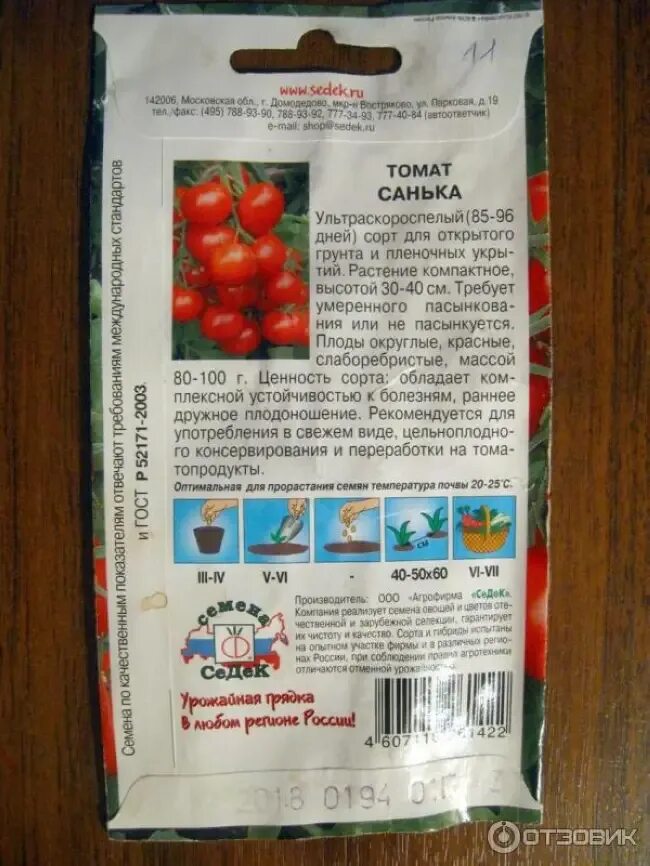 11
www.sedek.ru
142006, Московская обл., г. Домодедово, мкр-н Востряково, ул. Парковая, д.19
тел./факс: (495) 788-93-90, 788-93-92, 777-34-93, 777-40-84 (автоответчик)
e-mail: shop@sedek.ru
ТОМАТ
САНЬКА
Ультраскороспелый (85-96
дней) сорт для открытого
грунта и пленочных укры-
тий. Растение компактное,
высотой 30-40 см. Требует
умеренного пасынкова-
ния или не пасынкуется.
Плоды округлые, красные,
слаборебристые, массой
80-100 г. Ценность сорта: обладает ком-
плексной устойчивостью к болезням, раннее
дружное плодоношение. Рекомендуется для
употребления в свежем виде, цельноплодно-
го консервирования и переработки на тома-
топродукты.
Оптимальная для прорастания семян температура почвы 20-25°С.
см
III-IV V-VI - 40-50х60 VI-VII
Производитель: ООО «Агрофирма «СеДеК».
Компания реализует семена овощей и цветов оте-
чественной и зарубежной селекции, гарантирует
их чистоту и качество. Сорта и гибриды испытаны
на опытном участке фирмы и в различных регио-
нах России, при соблюдении правил агротехники
отличаются отменной урожайностью.
семена
СеДеК
Урожайная грядка
В любом регионе России!
1422
2018 0194
Семена по качественным показателям отвечают требованиям международных стандартов
и ГОСТ Р 52171-2003
ОТЗОВИК